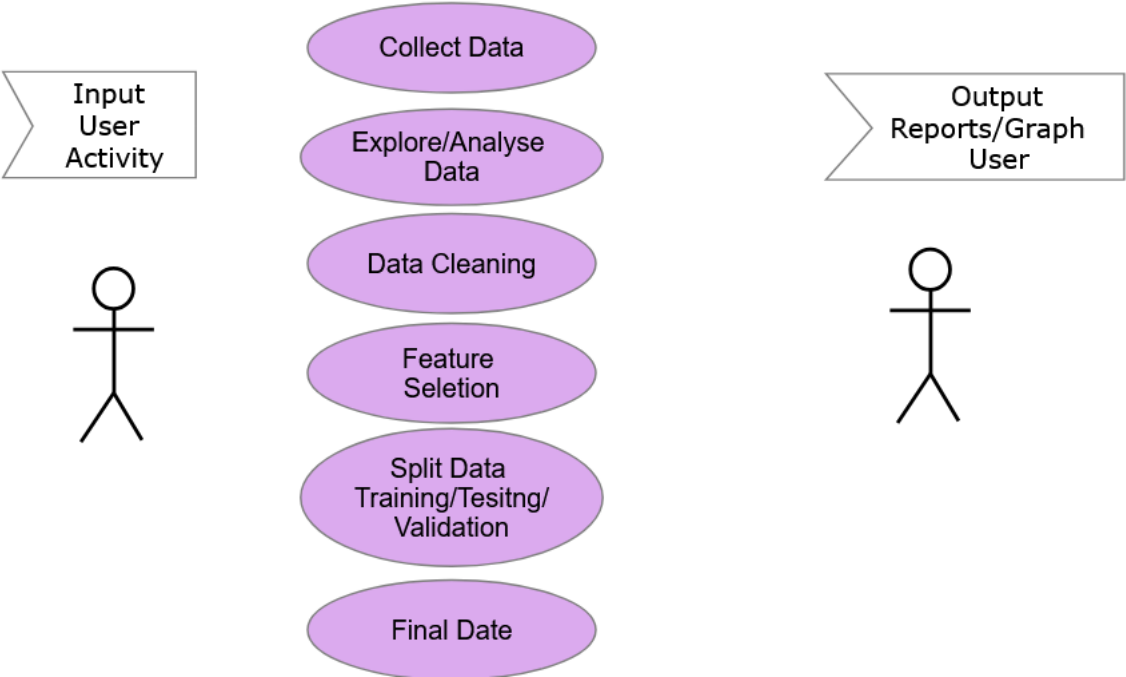 Input
User
Activity
Collect Data
Explore/Analyse
Data
Data Cleaning
Feature
Seletion
Split Data
Training/Tesitng/
Validation
Final Date
Output
Reports/Graph
User